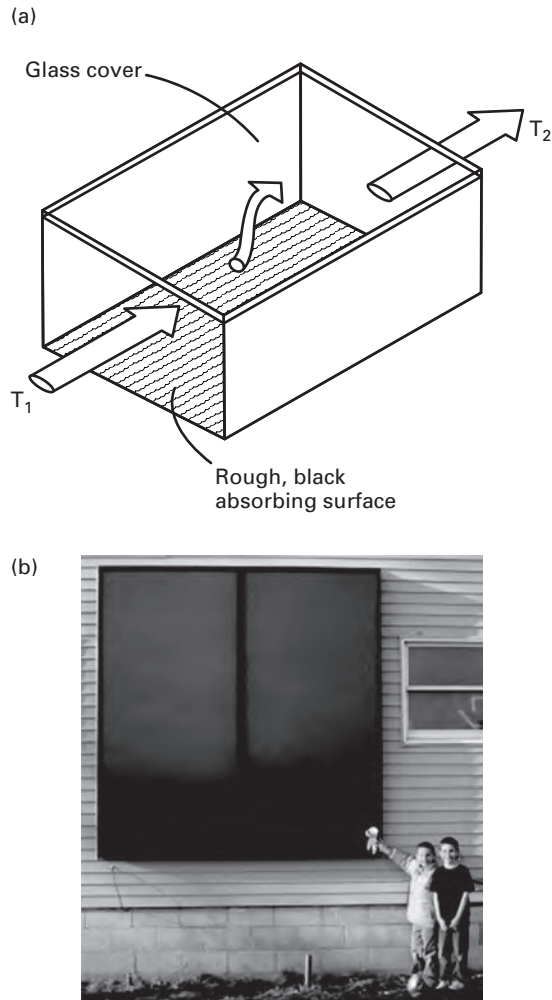 (a)
Glass cover
T₂
T₁
Rough, black
absorbing surface
(b)